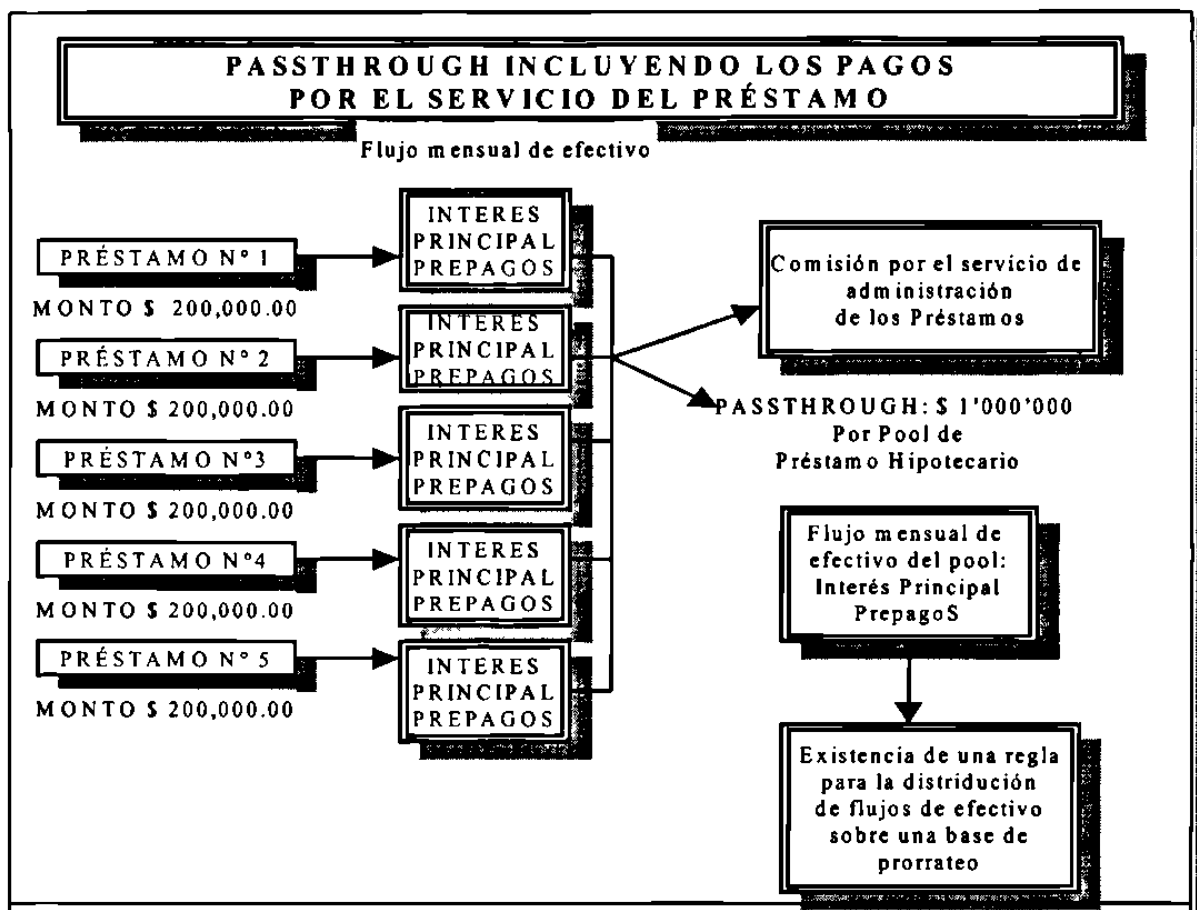 PASSTHROUGH INCLUYENDO LOS PAGOS
POR EL SERVICIO DEL PRÉSTAMO
Flujo mensual de efectivo
PRÉSTAMO Nº 1
MONTO $ 200,000.00
PRÉSTAMO Nº 2
MONTO $ 200,000.00
PRÉSTAMO Nº3
MONTO $ 200,000.00
PRÉSTAMO Nº4
MONTO $ 200,000.00
PRÉSTAMO Nº 5
MONTO $ 200,000.00
INTERES
PRINCIPAL
PREPAGOS
INTERES
PRINCIPAL
PREPAGOS
INTERES
PRINCIPAL
PREPAGOS
INTERES
PRINCIPAL
PREPAGOS
INTERES
PRINCIPAL
PREPAGOS
Comisión por el servicio de
administración
de los Préstamos
PASSTHROUGH: $ 1'000'000
Por Pool de
Préstamo Hipotecario
Flujo mensual de
efectivo del pool:
Interés Principal
PrepagoS
Existencia de una regla
para la distridución
de flujos de efectivo
sobre una base de
prorrateo